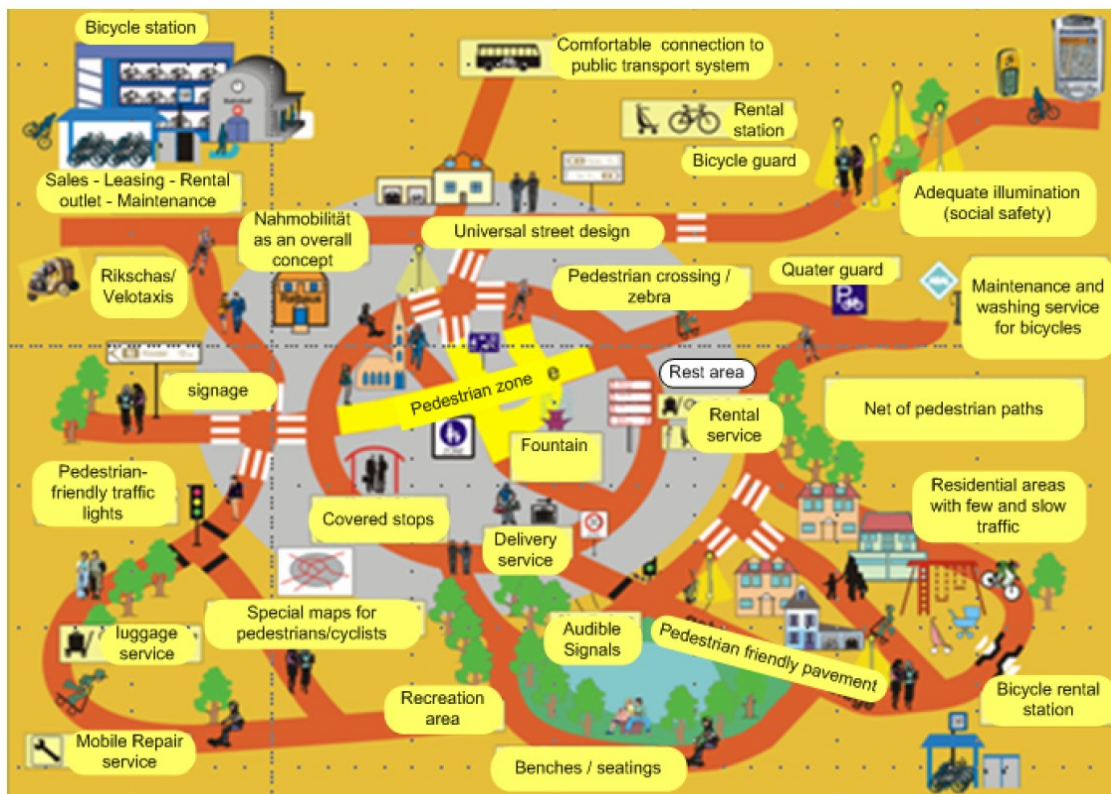 Bicycle station
Bahnhof
Sales - Leasing - Rental
outlet - Maintenance
Comfortable connection to
public transport system
Rental
station
Bicycle guard
Adequate illumination
(social safety)
Nahmobilität
as an overall
concept
Universal street design
Rikschas/
Velotaxis
Rathaus
Pedestrian crossing /
zebra
Quater guard
P
Maintenance and
washing service
for bicycles
signage
Pedestrian zone
e
Rest area
Rental
service
Net of pedestrian paths
ZONE
Fountain
Pedestrian-
friendly traffic
lights
Covered stops
Delivery
service
Residential areas
with few and slow
traffic
luggage
service
Special maps for
pedestrians/cyclists
Audible
Signals
Pedestrian friendly pavement
Recreation
area
Bicycle rental
station
Mobile Repair
service
Benches / seatings